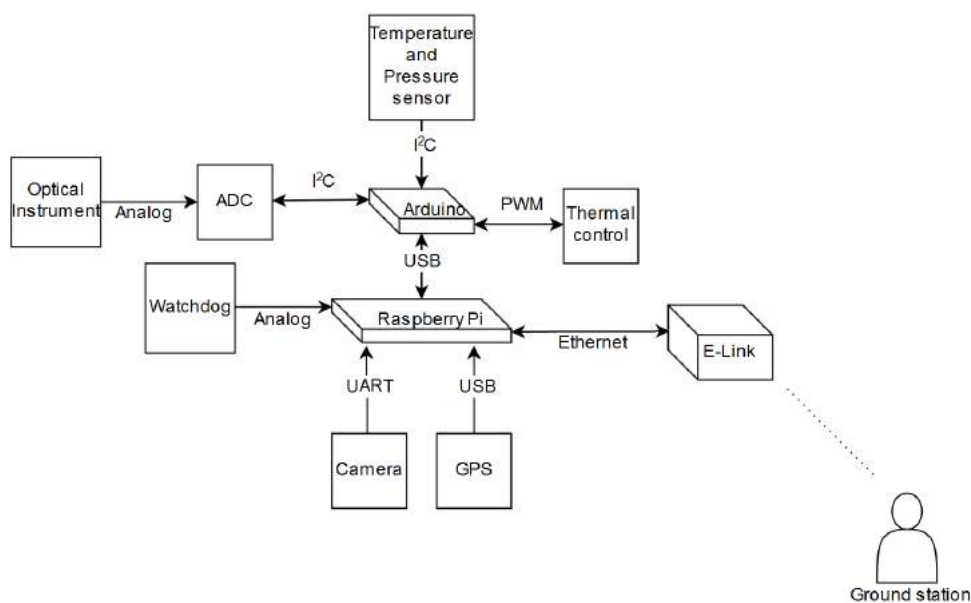 Temperature
and
Pressure
sensor
I²C
Optical
Instrument
Analog
ADC
I²C
Arduino
PWM
Thermal
control
USB
Watchdog
Analog
Raspberry Pi
Ethernet
E-Link
UART
USB
Camera
GPS
Ground station